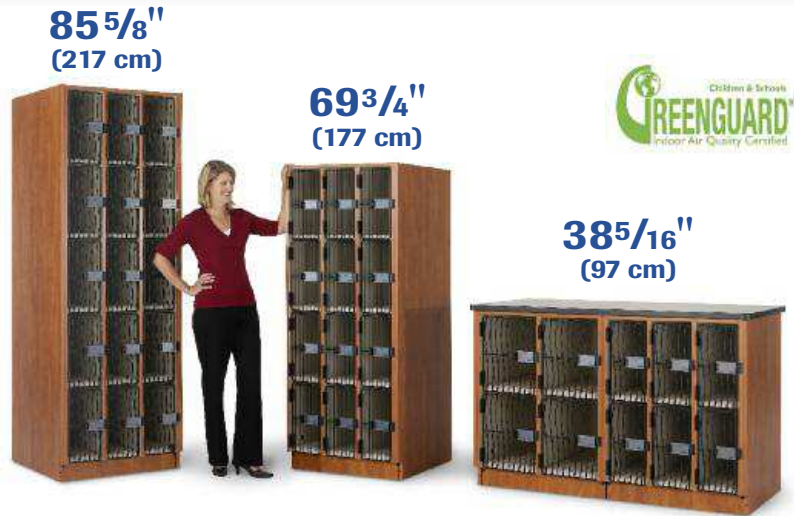 85 5/8"
(217 cm)
69 3/4"
(177 cm)
Children & Schools
GREENGUARD®
Indoor Air Quality Certified
38 5/16"
(97 cm)